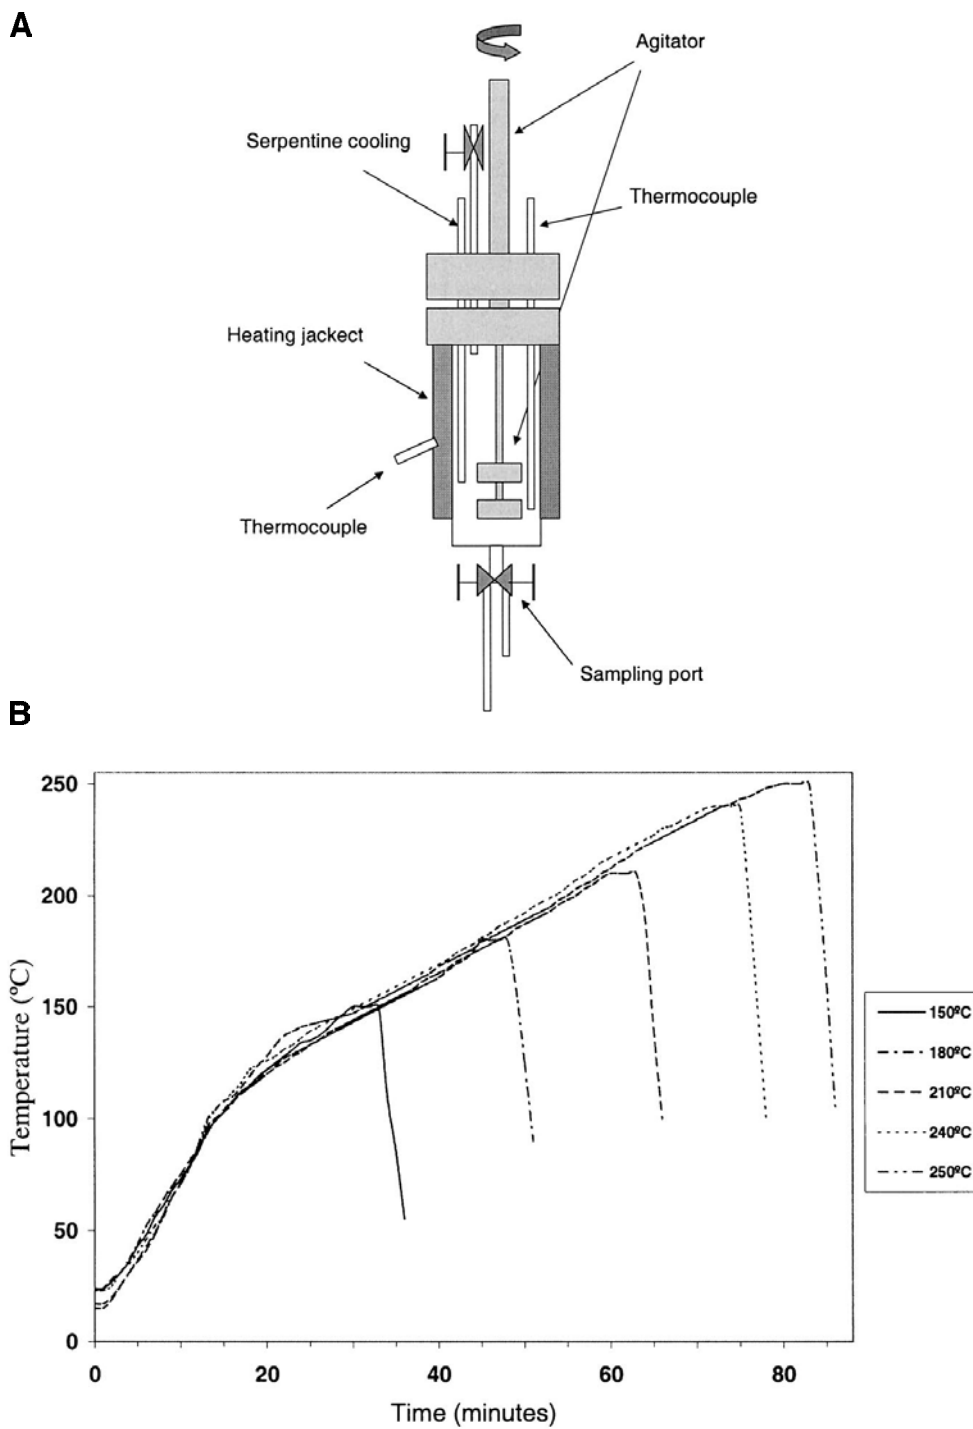 A
Agitator
Serpentine cooling
Thermocouple
Heating jackect
Thermocouple
Sampling port
B
Temperature (ºC)
250
200
150
100
50
0
0 20 40 60 80
Time (minutes)
150ºC
180ºC
210ºC
240ºC
250ºC